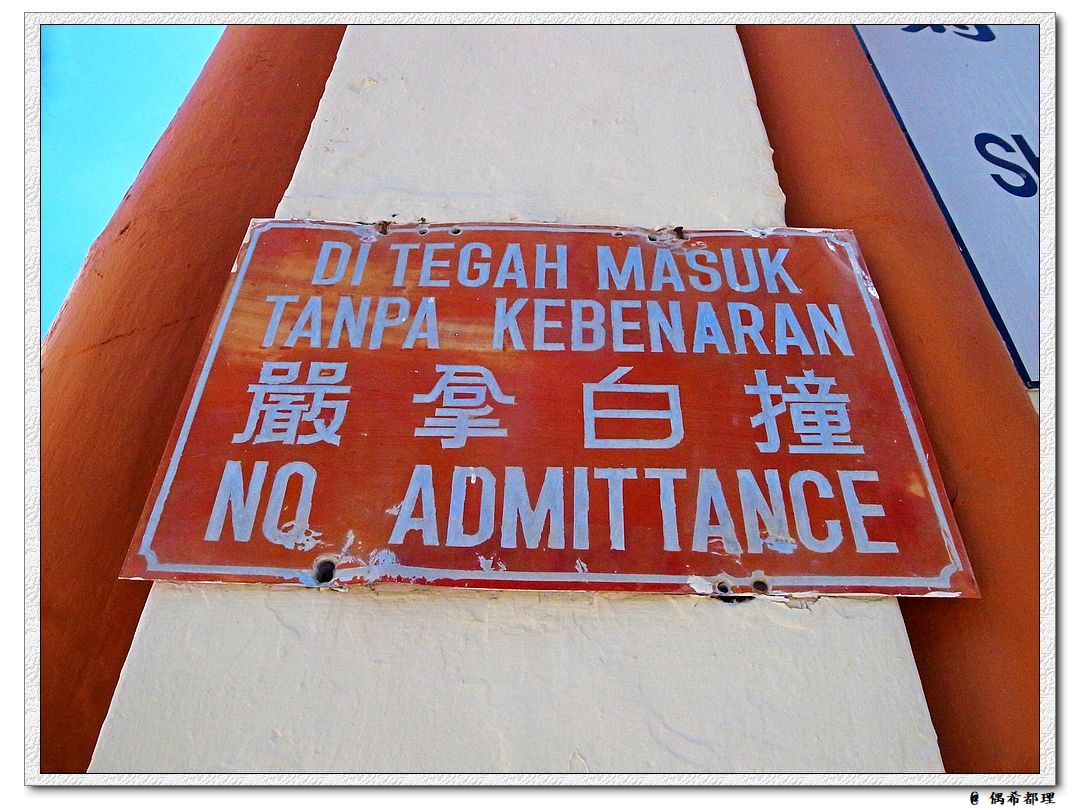 DI TEGAH MASUK
TANPA KEBENARAN
嚴拿白撞
NO ADMITTANCE
@ 偶希都理